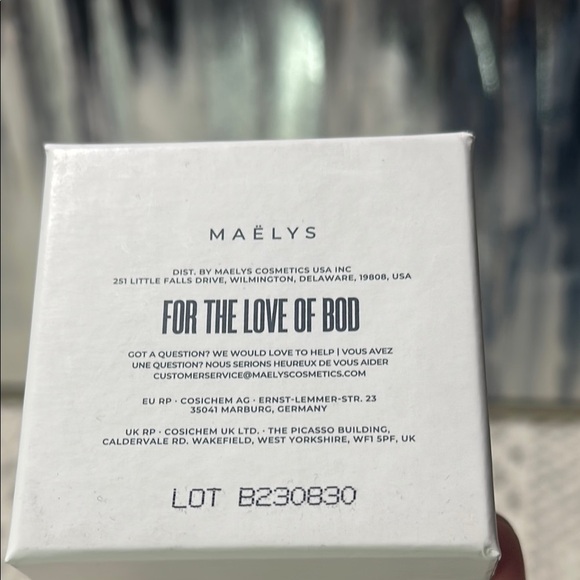 MAËLYS
DIST. BY MAELYS COSMETICS USA INC
251 LITTLE FALLS DRIVE, WILMINGTON, DELAWARE, 19808, USA
FOR THE LOVE OF BOD
GOT A QUESTION? WE WOULD LOVE TO HELP | VOUS AVEZ
UNE QUESTION? NOUS SERIONS HEUREUX DE VOUS AIDER
CUSTOMERSERVICE@MAELYSCOSMETICS.COM
EU RP · COSICHEM AG · ERNST-LEMMER-STR. 23
35041 MARBURG, GERMANY
UK RP · COSICHEM UK LTD. · THE PICASSO BUILDING,
CALDERVALE RD. WAKEFIELD, WEST YORKSHIRE, WF1 5PF, UK
LOT B230830